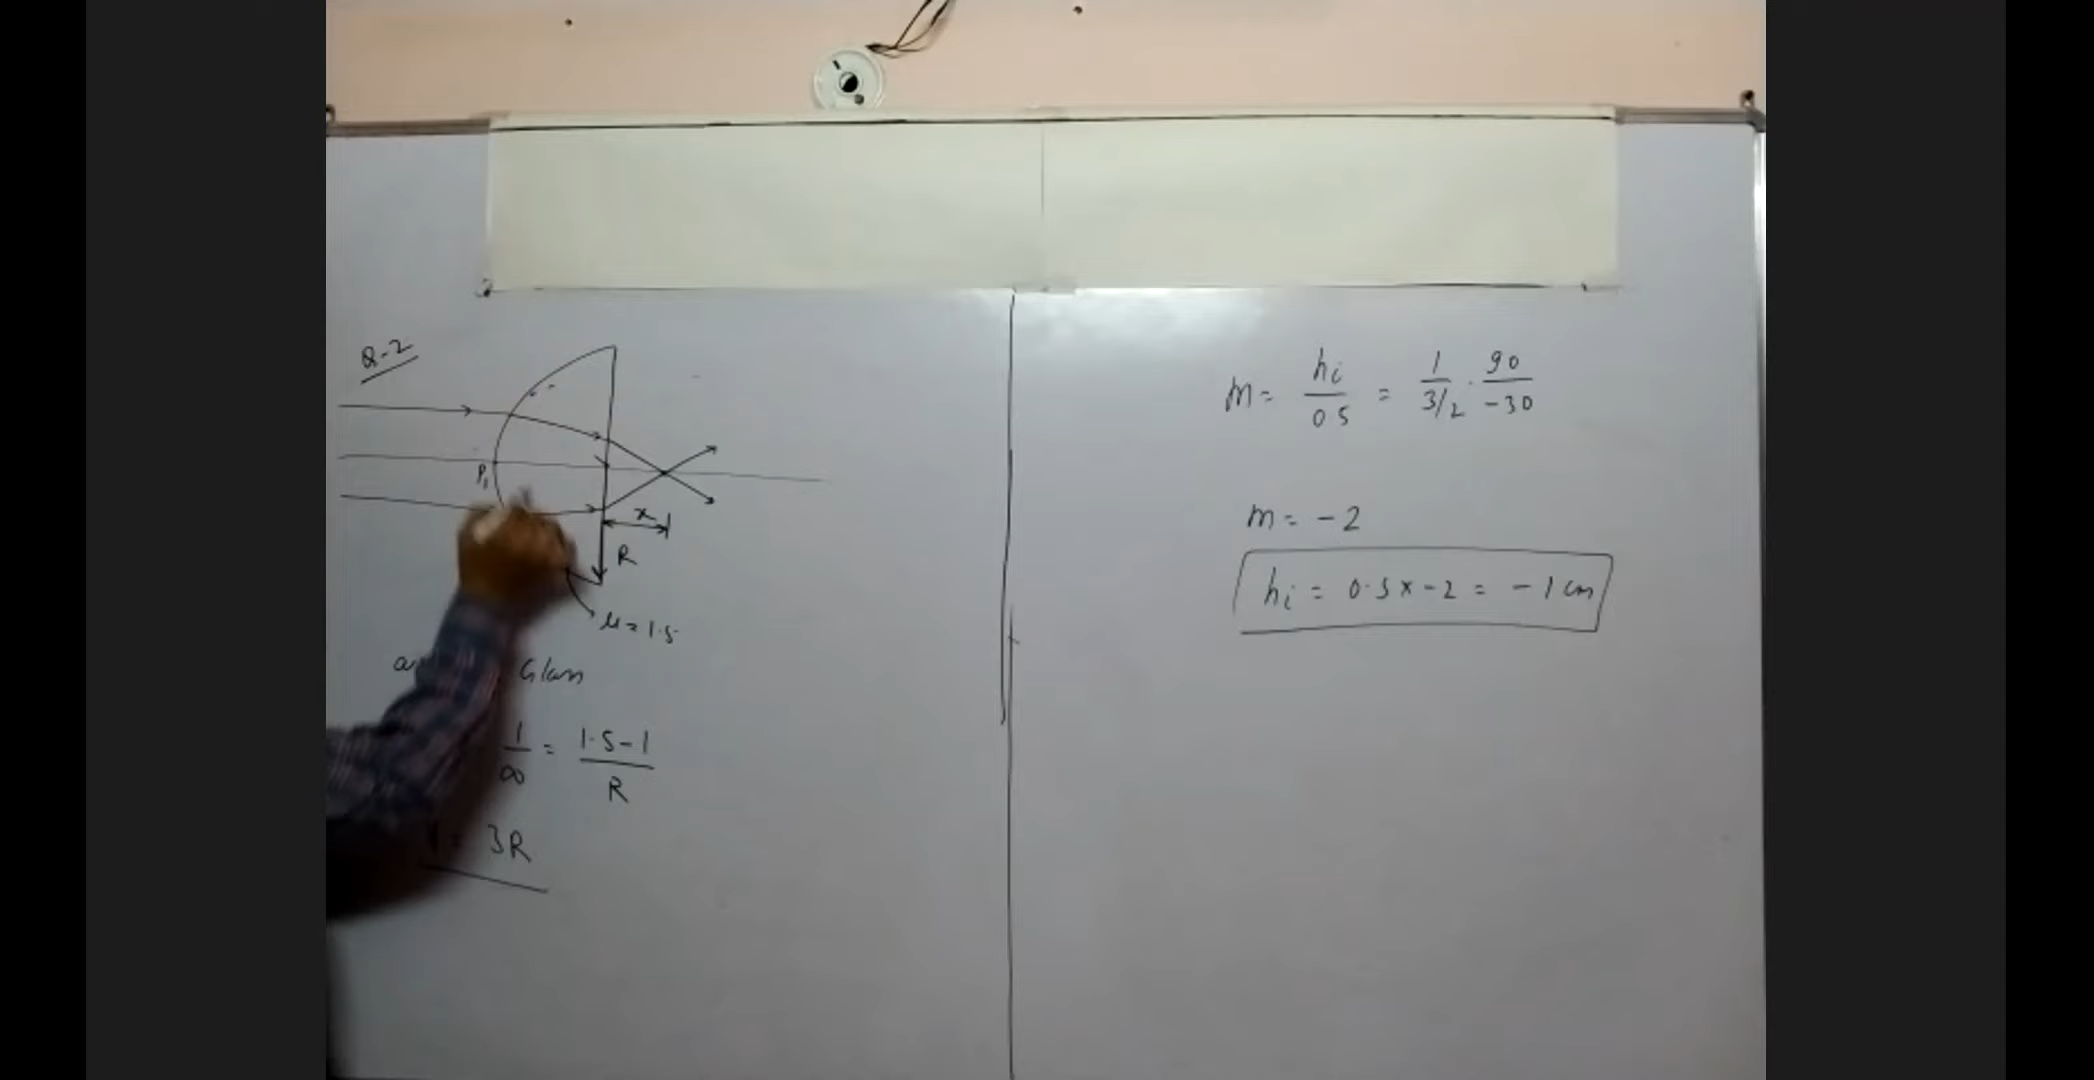 Q-2
P₁
x
R
μ = 1.5
Glass
1/∞ = (1.5-1)/R
= 3R
m = hi/0.5 = 1/(3/2) · 90/-30
m = -2
hi = 0.5 x -2 = -1 cm